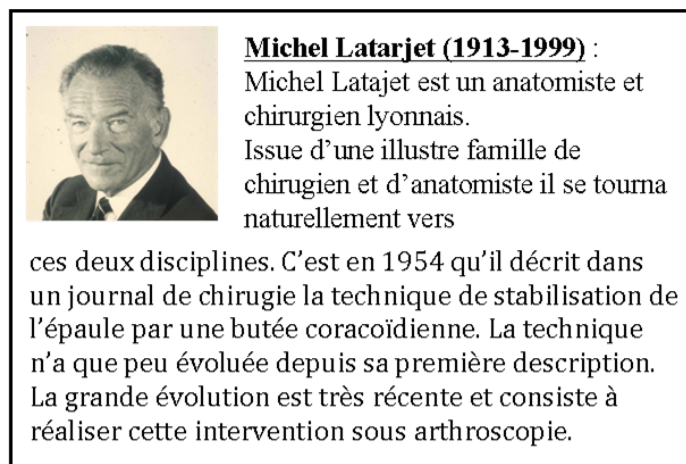 Michel Latarjet (1913-1999) :
Michel Latajet est un anatomiste et
chirurgien lyonnais.
Issue d’une illustre famille de
chirugien et d’anatomiste il se tourna
naturellement vers
ces deux disciplines. C’est en 1954 qu’il décrit dans
un journal de chirugie la technique de stabilisation de
l’épaule par une butée coracoïdienne. La technique
n’a que peu évoluée depuis sa première description.
La grande évolution est très récente et consiste à
réaliser cette intervention sous arthroscopie.